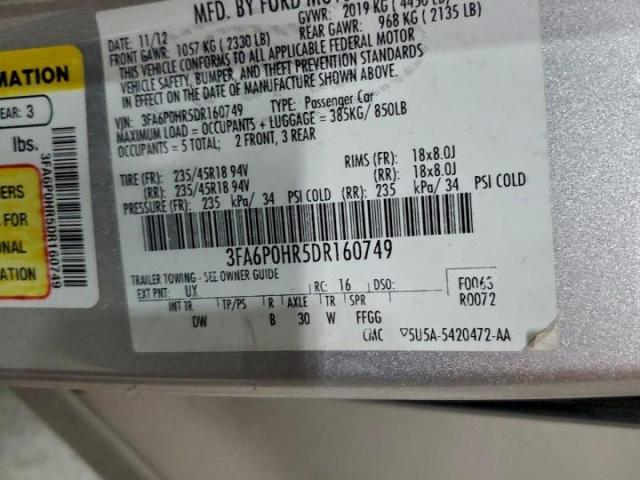 MFD. BY FORD MOTO
DATE: 11/12 GVWR: 2019 KG ( 4450 LB)
FRONT GAWR: 1057 KG ( 2330 LB) REAR GAWR: 968 KG ( 2135 LB)
THIS VEHICLE CONFORMS TO ALL APPLICABLE FEDERAL MOTOR
VEHICLE SAFETY, BUMPER, AND THEFT PREVENTION STANDARDS
IN EFFECT ON THE DATE OF MANUFACTURE SHOWN ABOVE.
VIN: 3FA6P0HR5DR160749 TYPE: Passenger Car
MAXIMUM LOAD = OCCUPANTS + LUGGAGE = 385KG/ 850LB
OCCUPANTS = 5 TOTAL; 2 FRONT, 3 REAR
TIRE (FR): 235/45R18 94V RIMS (FR): 18x8.0J
(RR): 235/45R18 94V (RR): 18x8.0J
PRESSURE (FR): 235 kPa/ 34 PSI COLD (RR): 235 kPa/ 34 PSI COLD
3FA6P0HR5DR160749
TRAILER TOWING - SEE OWNER GUIDE
EXT PNT: UX RC: 16 DSO: F0063
R0072
INT TR TP/PS R AXLE TR SPR
DW B 30 W FFGG
CMC ▽5U5A-5420472-AA
RMATION
EAR: 3
lbs.
ERS
FOR
ONAL
ATION
3FA6P0HR5DR160749